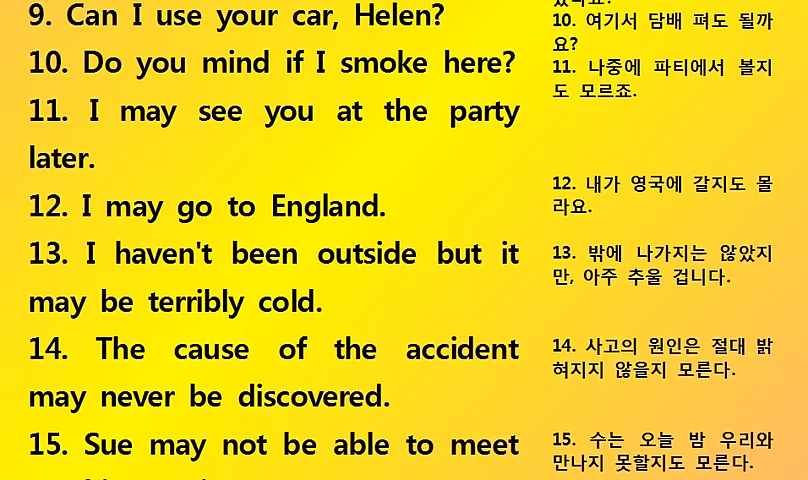 9. Can I use your car, Helen?
10. Do you mind if I smoke here?
11. I may see you at the party
later.
12. I may go to England.
13. I haven't been outside but it
may be terribly cold.
14. The cause of the accident
may never be discovered.
15. Sue may not be able to meet
10. 여기서 담배 펴도 될까
요?
11. 나중에 파티에서 볼지
도 모르죠.
12. 내가 영국에 갈지도 몰
라요.
13. 밖에 나가지는 않았지
만, 아주 추울 겁니다.
14. 사고의 원인은 절대 밝
혀지지 않을지 모른다.
15. 수는 오늘 밤 우리와
만나지 못할지도 모른다.